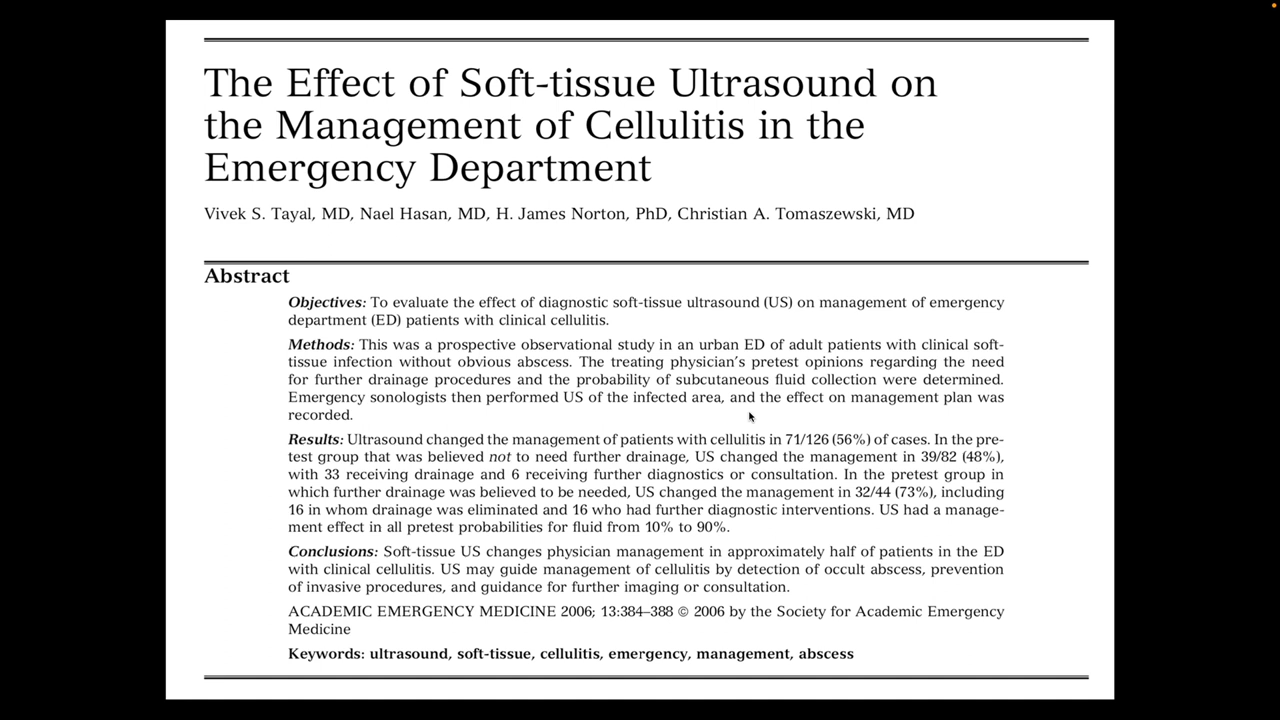 The Effect of Soft-tissue Ultrasound on
the Management of Cellulitis in the
Emergency Department
Vivek S. Tayal, MD, Nael Hasan, MD, H. James Norton, PhD, Christian A. Tomaszewski, MD
Abstract
Objectives: To evaluate the effect of diagnostic soft-tissue ultrasound (US) on management of emergency
department (ED) patients with clinical cellulitis.
Methods: This was a prospective observational study in an urban ED of adult patients with clinical soft-
tissue infection without obvious abscess. The treating physician's pretest opinions regarding the need
for further drainage procedures and the probability of subcutaneous fluid collection were determined.
Emergency sonologists then performed US of the infected area, and the effect on management plan was
recorded.
Results: Ultrasound changed the management of patients with cellulitis in 71/126 (56%) of cases. In the pre-
test group that was believed not to need further drainage, US changed the management in 39/82 (48%),
with 33 receiving drainage and 6 receiving further diagnostics or consultation. In the pretest group in
which further drainage was believed to be needed, US changed the management in 32/44 (73%), including
16 in whom drainage was eliminated and 16 who had further diagnostic interventions. US had a manage-
ment effect in all pretest probabilities for fluid from 10% to 90%.
Conclusions: Soft-tissue US changes physician management in approximately half of patients in the ED
with clinical cellulitis. US may guide management of cellulitis by detection of occult abscess, prevention
of invasive procedures, and guidance for further imaging or consultation.
ACADEMIC EMERGENCY MEDICINE 2006; 13:384–388 © 2006 by the Society for Academic Emergency
Medicine
Keywords: ultrasound, soft-tissue, cellulitis, emergency, management, abscess